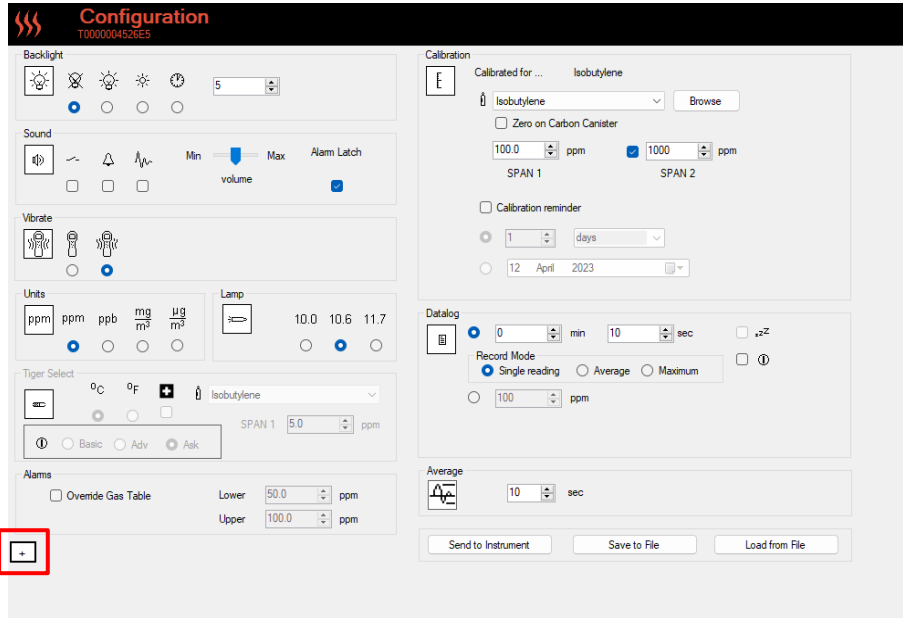 Configuration
T0000004526E5
Backlight
5
Sound
Min Max Alarm Latch
volume
Vibrate
Units
ppm ppm ppb mg/m³ µg/m³
Lamp
10.0 10.6 11.7
Tiger Select
°C °F Isobutylene
SPAN 1 5.0 ppm
Basic Adv Ask
Alarms
Override Gas Table Lower 50.0 ppm
Upper 100.0 ppm
+
Calibration
Calibrated for ... Isobutylene
Isobutylene Browse
Zero on Carbon Canister
100.0 ppm 1000 ppm
SPAN 1 SPAN 2
Calibration reminder
1 days
12 April 2023
Datalog
0 min 10 sec zzZ
Record Mode
Single reading Average Maximum
100 ppm
Average
10 sec
Send to Instrument Save to File Load from File